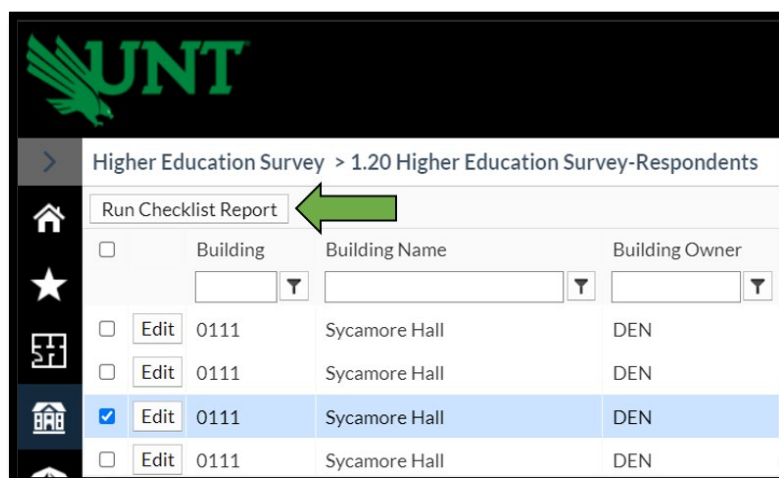 UNT
Higher Education Survey > 1.20 Higher Education Survey-Respondents
Run Checklist Report
Building Building Name Building Owner
Edit 0111 Sycamore Hall DEN
Edit 0111 Sycamore Hall DEN
Edit 0111 Sycamore Hall DEN
Edit 0111 Sycamore Hall DEN